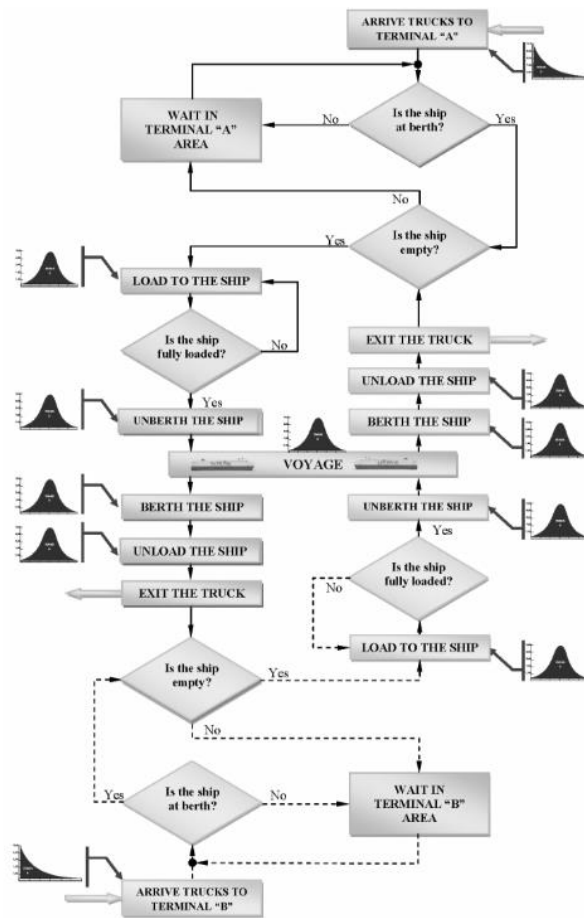 ARRIVE TRUCKS TO
TERMINAL “A”
Is the ship
at berth?
No
Yes
WAIT IN
TERMINAL “A”
AREA
No
Is the ship
empty?
Yes
LOAD TO THE SHIP
Is the ship
fully loaded?
No
EXIT THE TRUCK
UNLOAD THE SHIP
Yes
UNBERTH THE SHIP
BERTH THE SHIP
VOYAGE
BERTH THE SHIP
UNBERTH THE SHIP
Yes
UNLOAD THE SHIP
Is the ship
fully loaded?
No
EXIT THE TRUCK
LOAD TO THE SHIP
Is the ship
empty?
Yes
No
Is the ship
at berth?
Yes
No
WAIT IN
TERMINAL “B”
AREA
ARRIVE TRUCKS TO
TERMINAL “B”